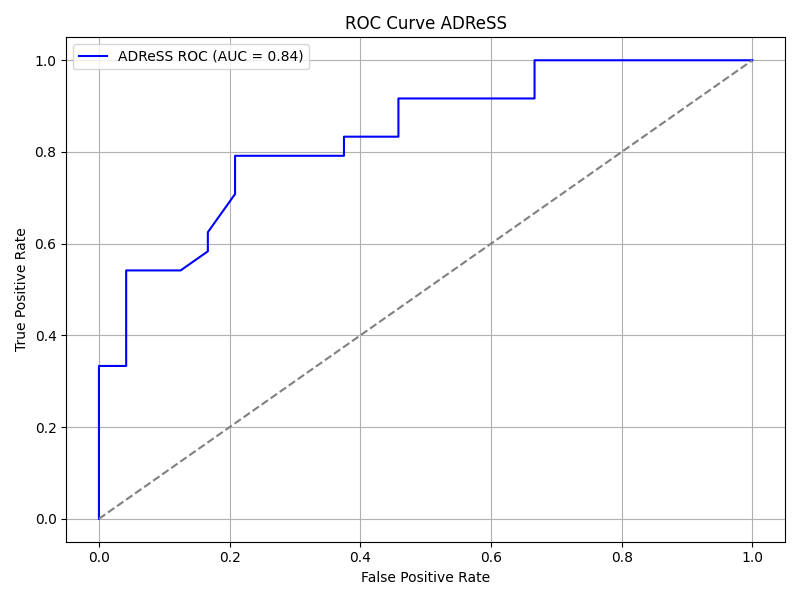 ROC Curve ADReSS
ADReSS ROC (AUC = 0.84)
1.0
0.8
0.6
0.4
0.2
0.0
True Positive Rate
0.0 0.2 0.4 0.6 0.8 1.0
False Positive Rate